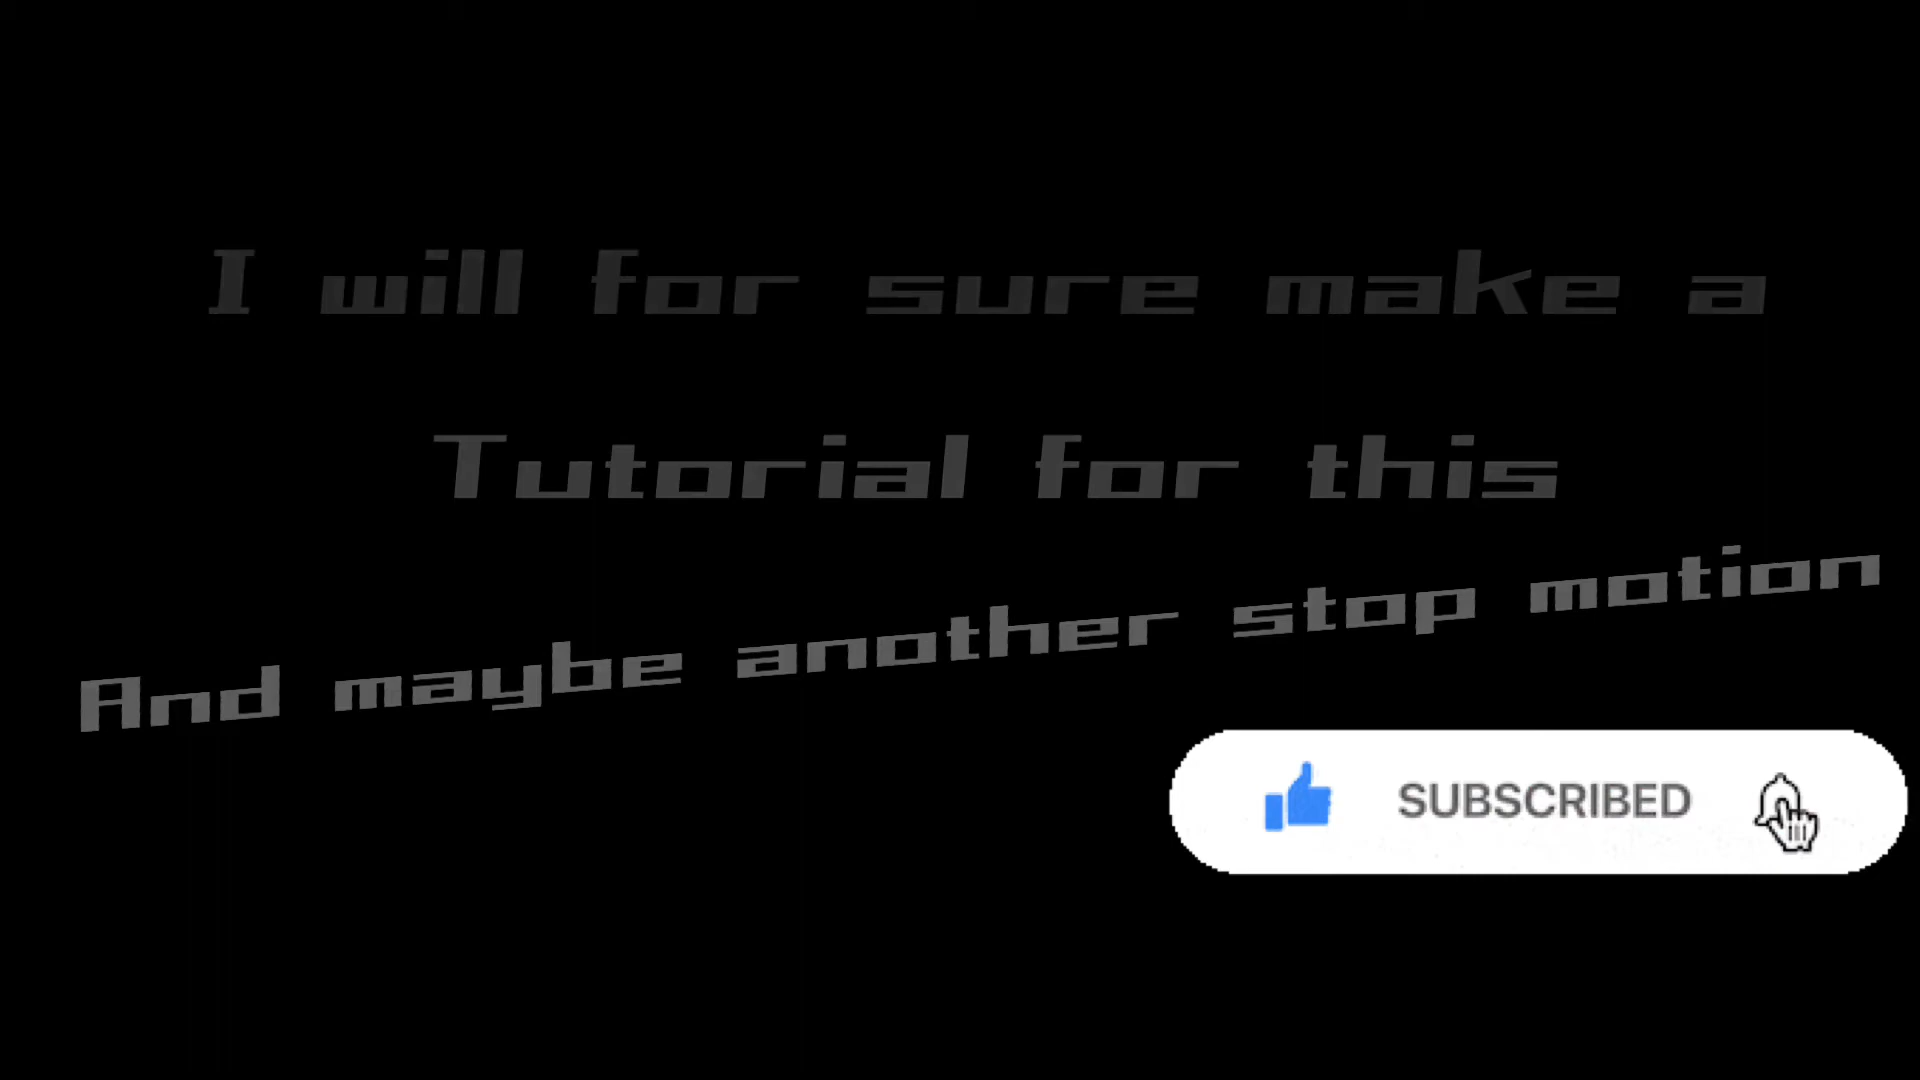 I will for sure make a
Tutorial for this
And maybe another stop motion
SUBSCRIBED